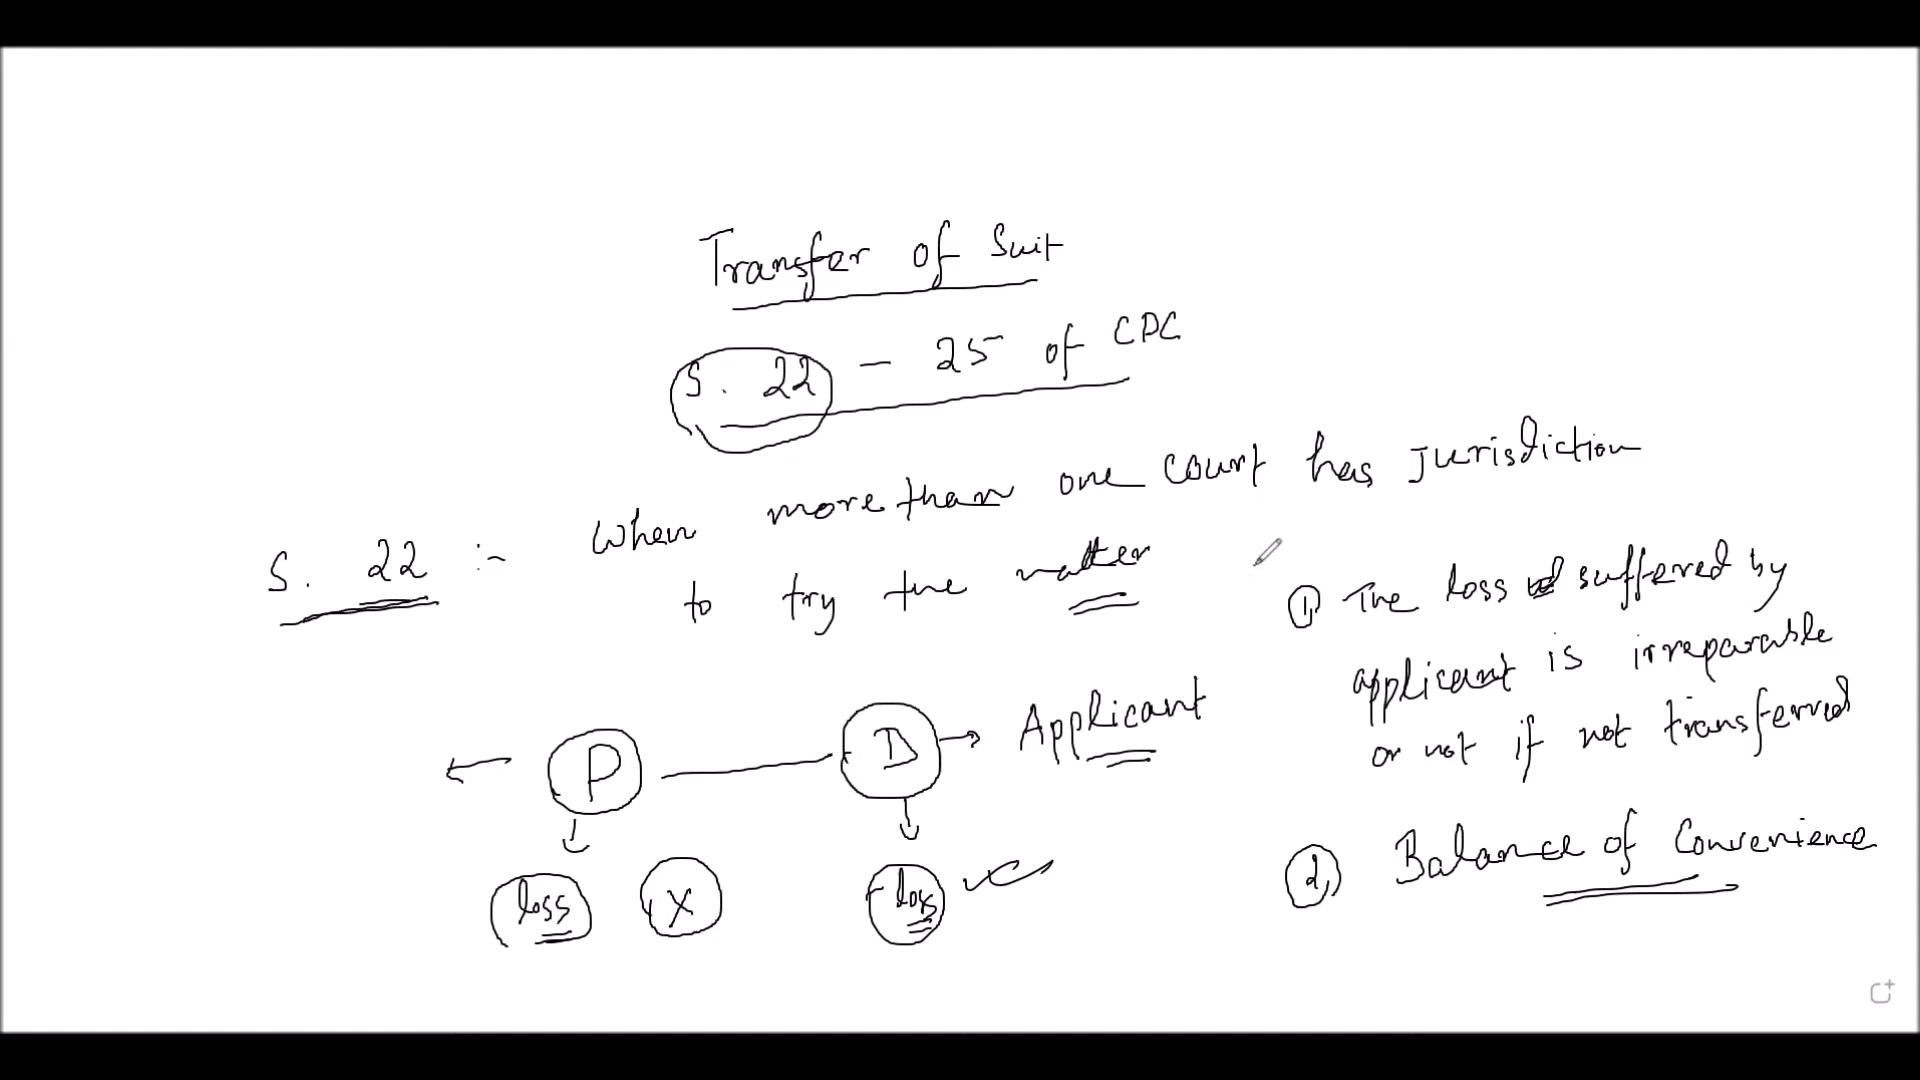 Transfer of Suit
S. 22 - 25 of CPC
S. 22 :- When more than one court has jurisdiction
to try the matter
① The loss suffered by
applicant is irreparable
or not if not transferred
P D → Applicant
② Balance of Convenience
loss X loss